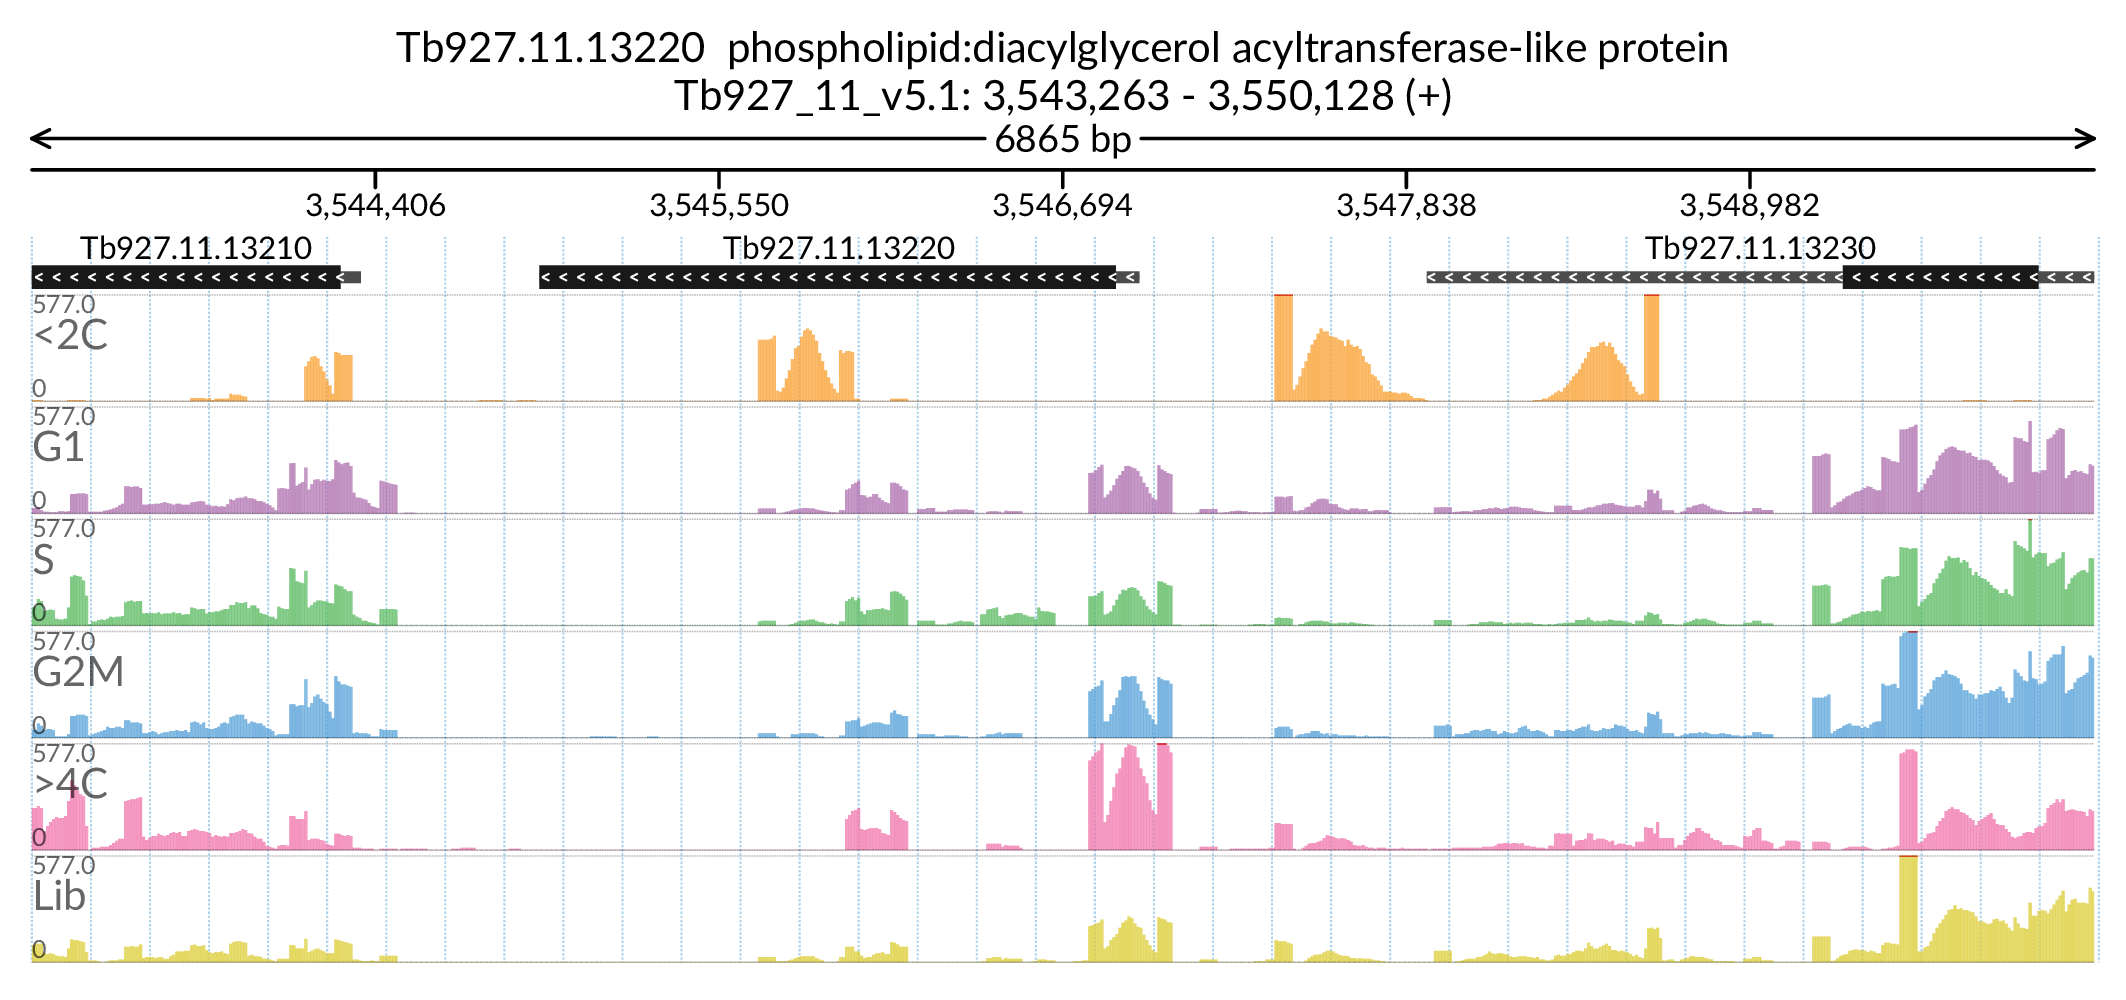 Tb927.11.13220  phospholipid:diacylglycerol acyltransferase-like protein
Tb927_11_v5.1: 3,543,263 - 3,550,128 (+)
6865 bp
3,544,406 3,545,550 3,546,694 3,547,838 3,548,982
Tb927.11.13210 Tb927.11.13220 Tb927.11.13230
577.0
<2C
0
577.0
G1
0
577.0
S
0
577.0
G2M
0
577.0
>4C
0
577.0
Lib
0